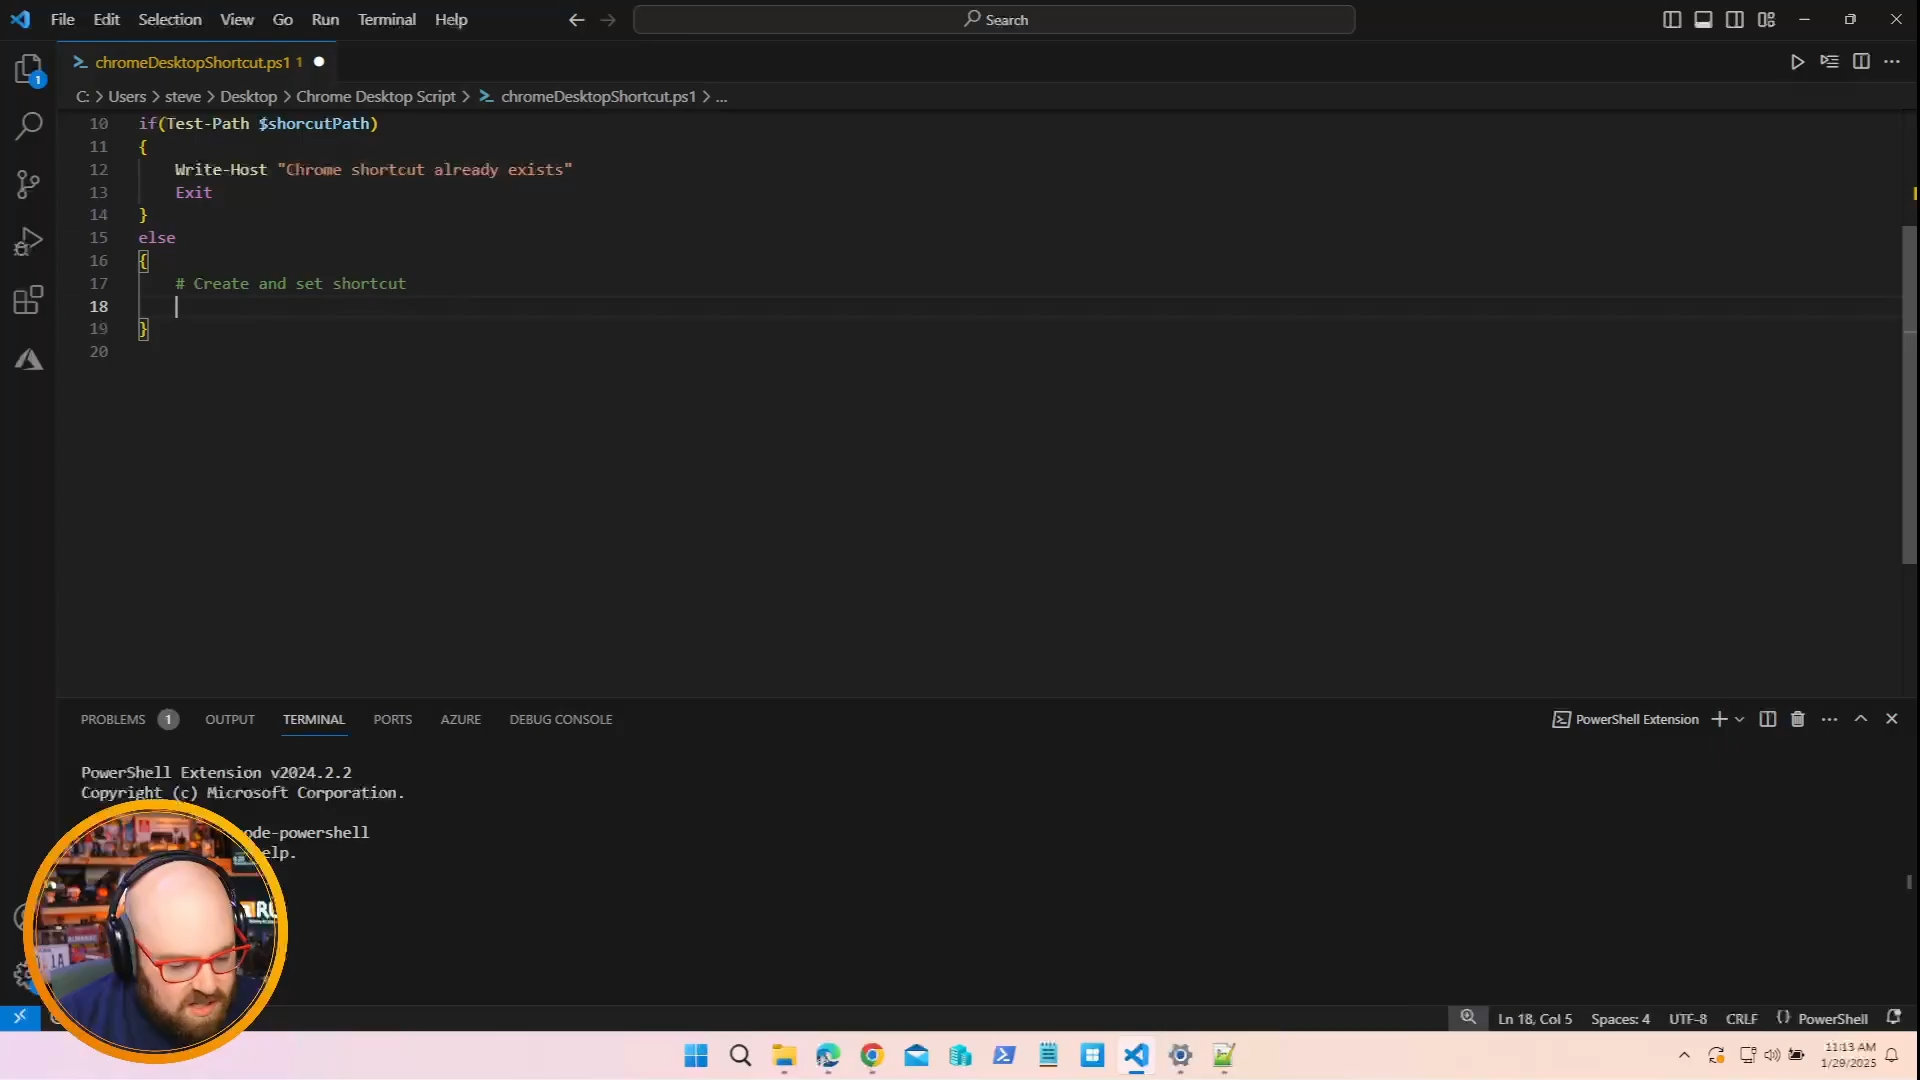 File Edit Selection View Go Run Terminal Help
Search
chromeDesktopShortcut.ps1 1
1
C: > Users > steve > Desktop > Chrome Desktop Script > chromeDesktopShortcut.ps1 > ...
10 if(Test-Path $shorcutPath)
11 {
12 Write-Host "Chrome shortcut already exists"
13 Exit
14 }
15 else
16 {
17 # Create and set shortcut
18
19 }
20
PROBLEMS 1 OUTPUT TERMINAL PORTS AZURE DEBUG CONSOLE
PowerShell Extension
PowerShell Extension v2024.2.2
Copyright (c) Microsoft Corporation.
ode-powershell
elp.
Ln 18, Col 5 Spaces: 4 UTF-8 CRLF {} PowerShell
11:13 AM
1/29/2025